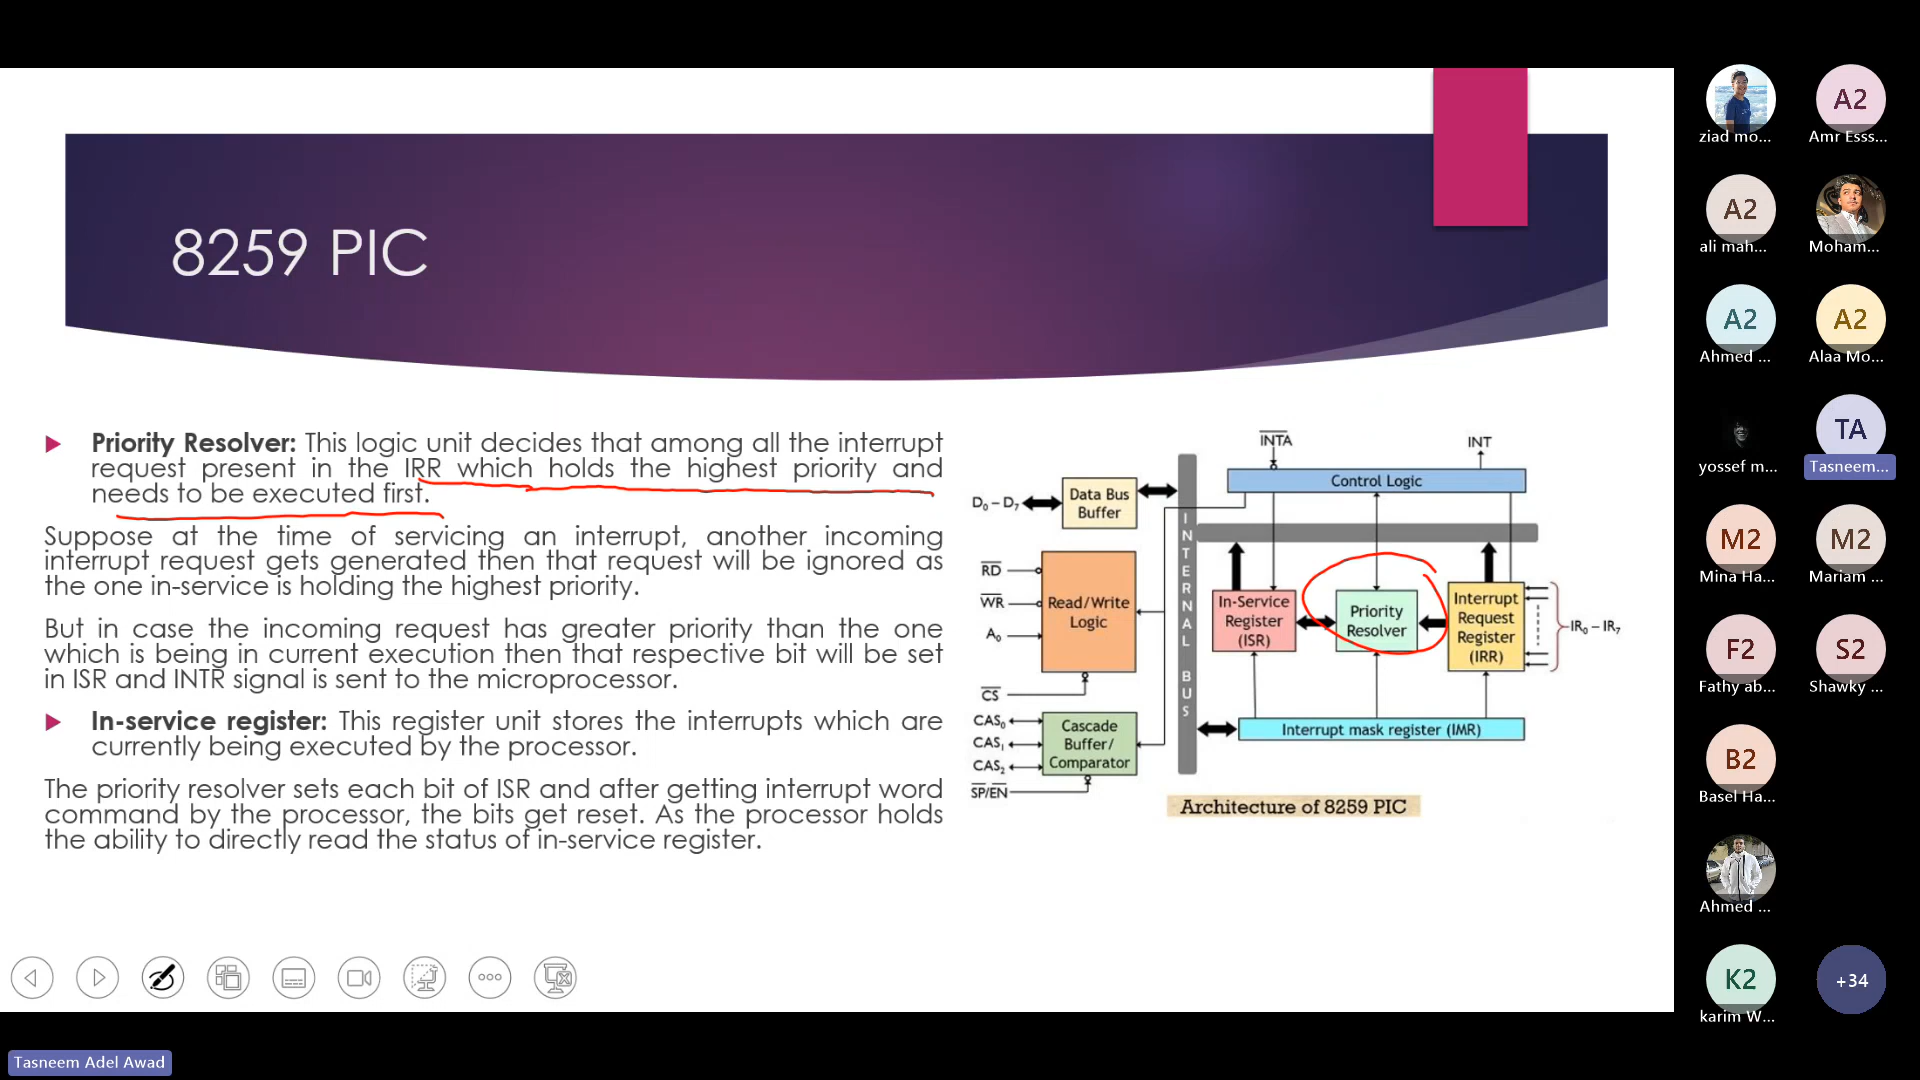 8259 PIC
Priority Resolver: This logic unit decides that among all the interrupt
request present in the IRR which holds the highest priority and
needs to be executed first.
Suppose at the time of servicing an interrupt, another incoming
interrupt request gets generated then that request will be ignored as
the one in-service is holding the highest priority.
But in case the incoming request has greater priority than the one
which is being in current execution then that respective bit will be set
in ISR and INTR signal is sent to the microprocessor.
In-service register: This register unit stores the interrupts which are
currently being executed by the processor.
The priority resolver sets each bit of ISR and after getting interrupt word
command by the processor, the bits get reset. As the processor holds
the ability to directly read the status of in-service register.
INTA
INT
Control Logic
D₀ – D₇
Data Bus
Buffer
INTERNAL BUS
RD
WR
A₀
CS
Read/Write
Logic
In-Service
Register
(ISR)
Priority
Resolver
Interrupt
Request
Register
(IRR)
IR₀ – IR₇
CAS₀
CAS₁
CAS₂
SP/EN
Cascade
Buffer/
Comparator
Interrupt mask register (IMR)
Architecture of 8259 PIC
ziad mo...
A2
Amr Esss...
A2
ali mah...
Moham...
A2
Ahmed ...
A2
Alaa Mo...
yossef m...
TA
Tasneem...
M2
Mina Ha...
M2
Mariam ...
F2
Fathy ab...
S2
Shawky ...
B2
Basel Ha...
Ahmed ...
K2
karim W...
+34
Tasneem Adel Awad